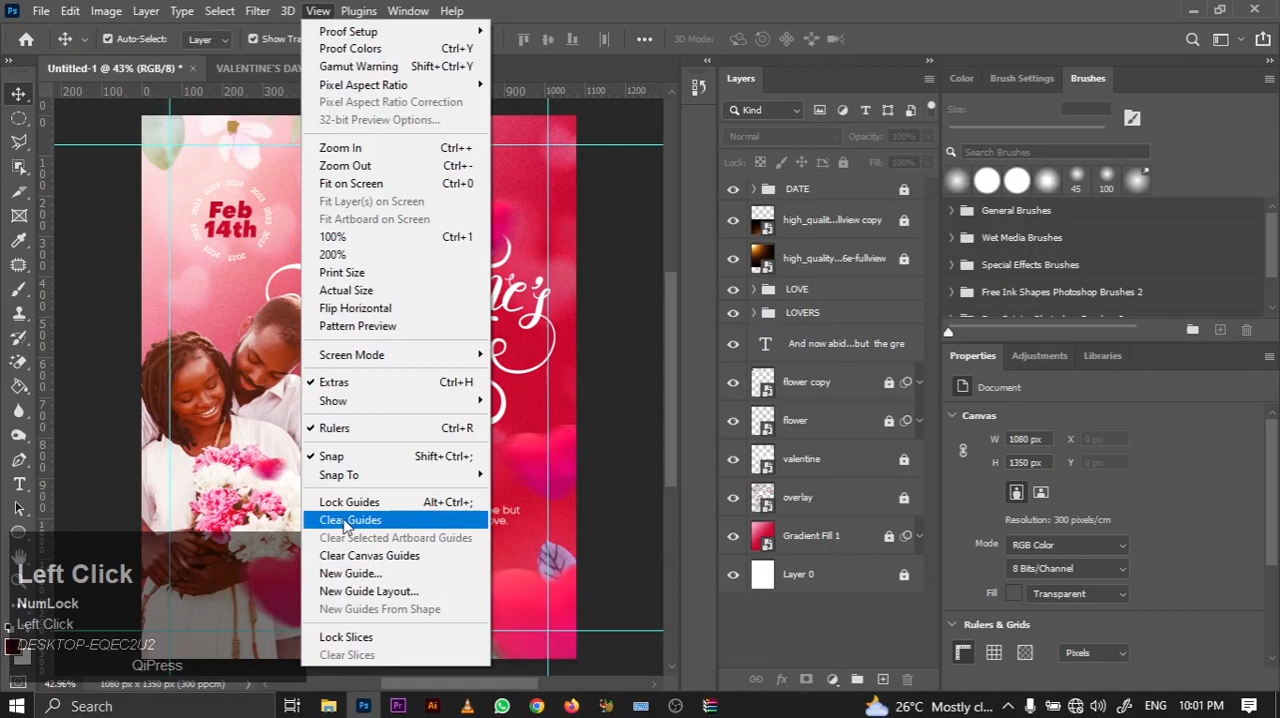 File Edit Image Layer Type Select Filter 3D View Plugins Window Help
Auto-Select: Layer Show Tra 3D Mode:
Untitled-1 @ 43% (RGB/8) * × VALENTINE'S DAY
200 100 0 100 200 300 900 1000 1100 1200
Proof Setup
Proof Colors Ctrl+Y
Gamut Warning Shift+Ctrl+Y
Pixel Aspect Ratio
Pixel Aspect Ratio Correction
32-bit Preview Options...
Zoom In Ctrl++
Zoom Out Ctrl+-
Fit on Screen Ctrl+0
Fit Layer(s) on Screen
Fit Artboard on Screen
100% Ctrl+1
200%
Print Size
Actual Size
Flip Horizontal
Pattern Preview
Screen Mode
Extras Ctrl+H
Show
Rulers Ctrl+R
Snap Shift+Ctrl+;
Snap To
Lock Guides Alt+Ctrl+;
Clear Guides
Clear Selected Artboard Guides
Clear Canvas Guides
New Guide...
New Guide Layout...
New Guides From Shape
Lock Slices
Clear Slices
Feb
14th
2023 2023 2023 2023
ne's
e but
ve.
Left Click
NumLock
Left Click
DESKTOP-EQEC2U2
QiPress
42.96% 1080 px x 1350 px (300 ppcm)
Layers
Kind
Normal Opacity: 100%
Lock: Fill: 100%
DATE
high_qualit...llview copy
high_quality...6e-fullview
LOVE
LOVERS
And now abid...but the gre
flower copy
flower
valentine
overlay
Gradient Fill 1
Layer 0
Color Brush Settings Brushes
Size:
Search Brushes
45 100
General Brushes
Wet Media Brushes
Special Effects Brushes
Free Ink Shapes Photoshop Brushes 2
Properties Adjustments Libraries
Document
Canvas
W 1080 px X 0 px
H 1350 px Y 0 px
Resolution: 300 pixels/cm
Mode RGB Color
8 Bits/Channel
Fill Transparent
Rulers & Grids
Pixels
Search
26°C Mostly cl... 10:01 PM